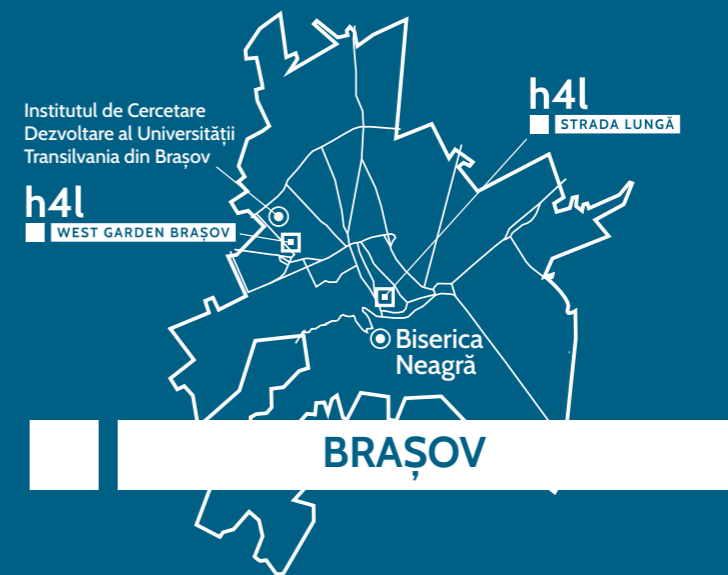 Institutul de Cercetare
Dezvoltare al Universității
Transilvania din Brașov
h4l
WEST GARDEN BRAȘOV
h4l
STRADA LUNGĂ
Biserica
Neagră
BRAȘOV